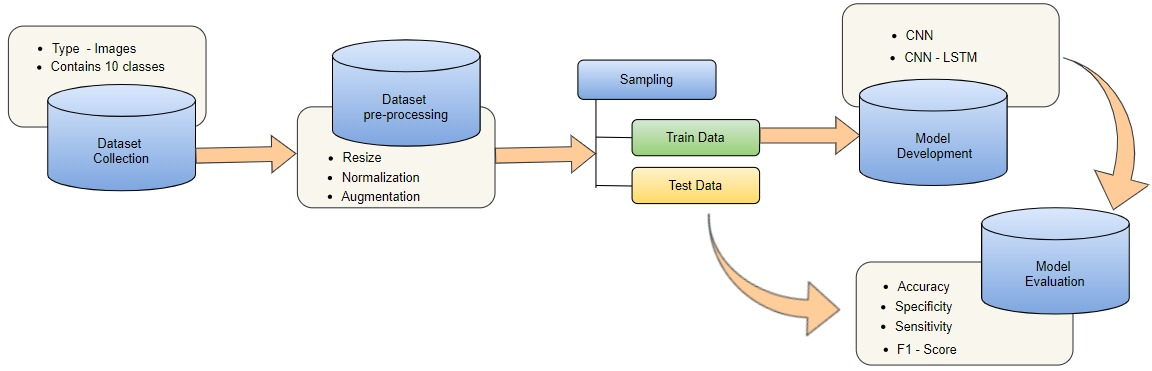 • Type - Images
• Contains 10 classes
Dataset
Collection
Dataset
pre-processing
• Resize
• Normalization
• Augmentation
Sampling
Train Data
Test Data
• CNN
• CNN - LSTM
Model
Development
Model
Evaluation
• Accuracy
• Specificity
• Sensitivity
• F1 - Score